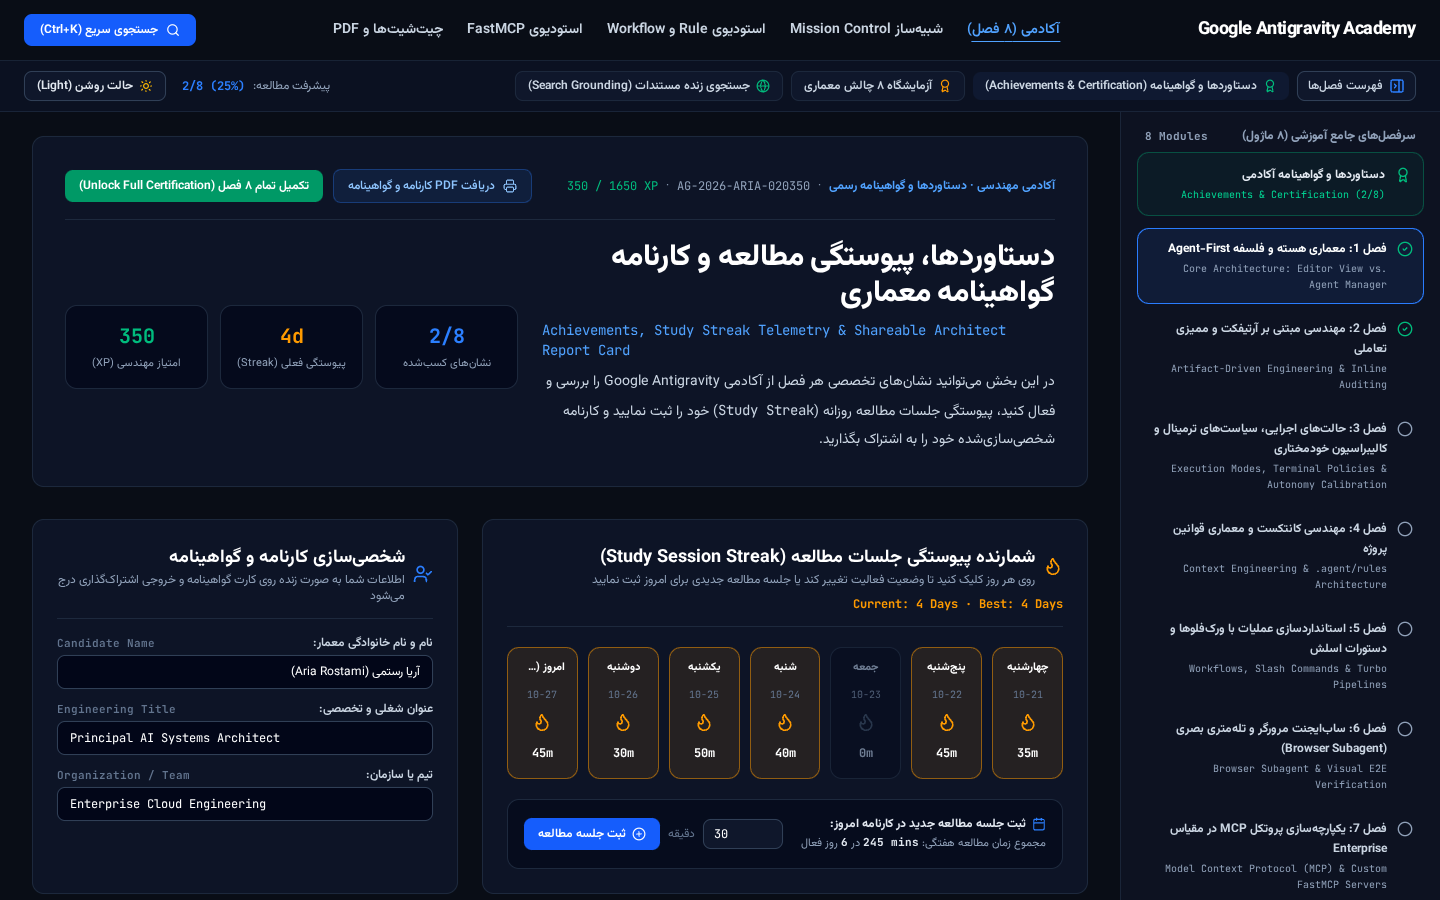 Google Antigravity Academy
آکادمی (۸ فصل)
شبیه‌ساز Mission Control
استودیوی Rule و Workflow
استودیوی FastMCP
چیت‌شیت‌ها و PDF
جستجوی سریع (Ctrl+K)
فهرست فصل‌ها
دستاوردها و گواهینامه (Achievements & Certification)
آزمایشگاه ۸ چالش معماری
جستجوی زنده مستندات (Search Grounding)
پیشرفت مطالعه: 2/8 (25%)
حالت روشن (Light)
سرفصل‌های جامع آموزشی (۸ ماژول)
8 Modules
دستاوردها و گواهینامه آکادمی
Achievements & Certification (2/8)
فصل 1: معماری هسته و فلسفه Agent-First
Core Architecture: Editor View vs.
Agent Manager
فصل 2: مهندسی مبتنی بر آرتیفکت و ممیزی
تعاملی
Artifact-Driven Engineering & Inline
Auditing
فصل 3: حالت‌های اجرایی، سیاست‌های ترمینال و
کالیبراسیون خودمختاری
Execution Modes, Terminal Policies &
Autonomy Calibration
فصل 4: مهندسی کانتکست و معماری قوانین
پروژه
Context Engineering & .agent/rules
Architecture
فصل 5: استانداردسازی عملیات با ورک‌فلوها و
دستورات اسلش
Workflows, Slash Commands & Turbo
Pipelines
فصل 6: ساب‌ایجنت مرورگر و تله‌متری بصری
(Browser Subagent)
Browser Subagent & Visual E2E
Verification
فصل 7: یکپارچه‌سازی پروتکل MCP در مقیاس
Enterprise
Model Context Protocol (MCP) & Custom
FastMCP Servers
آکادمی مهندسی · دستاوردها و گواهینامه رسمی · AG-2026-ARIA-020350 · 350 / 1650 XP
دریافت PDF کارنامه و گواهینامه
تکمیل تمام ۸ فصل (Unlock Full Certification)
دستاوردها، پیوستگی مطالعه و کارنامه
گواهینامه معماری
Achievements, Study Streak Telemetry & Shareable Architect
Report Card
در این بخش می‌توانید نشان‌های تخصصی هر فصل از آکادمی Google Antigravity را بررسی و
فعال کنید، پیوستگی جلسات مطالعه روزانه (Study Streak) خود را ثبت نمایید و کارنامه
شخصی‌سازی‌شده خود را به اشتراک بگذارید.
2/8
نشان‌های کسب‌شده
4d
پیوستگی فعلی (Streak)
350
امتیاز مهندسی (XP)
شمارنده پیوستگی جلسات مطالعه (Study Session Streak)
روی هر روز کلیک کنید تا وضعیت فعالیت تغییر کند یا جلسه مطالعه جدیدی برای امروز ثبت نمایید
Current: 4 Days · Best: 4 Days
چهارشنبه
10-21
35m
پنج‌شنبه
10-22
45m
جمعه
10-23
0m
شنبه
10-24
40m
یکشنبه
10-25
50m
دوشنبه
10-26
30m
امروز (...
10-27
45m
ثبت جلسه مطالعه جدید در کارنامه امروز:
مجموع زمان مطالعه هفتگی: 245 mins در 6 روز فعال
30
دقیقه
ثبت جلسه مطالعه
شخصی‌سازی کارنامه و گواهینامه
اطلاعات شما به صورت زنده روی کارت گواهینامه و خروجی اشتراک‌گذاری درج
می‌شود
نام و نام خانوادگی معمار:
Candidate Name
آریا رستمی (Aria Rostami)
عنوان شغلی و تخصصی:
Engineering Title
Principal AI Systems Architect
تیم یا سازمان:
Organization / Team
Enterprise Cloud Engineering